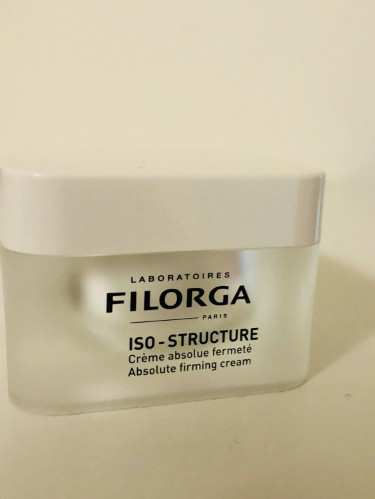 LABORATOIRES
FILORGA
PARIS
ISO-STRUCTURE
Crème absolue fermeté
Absolute firming cream